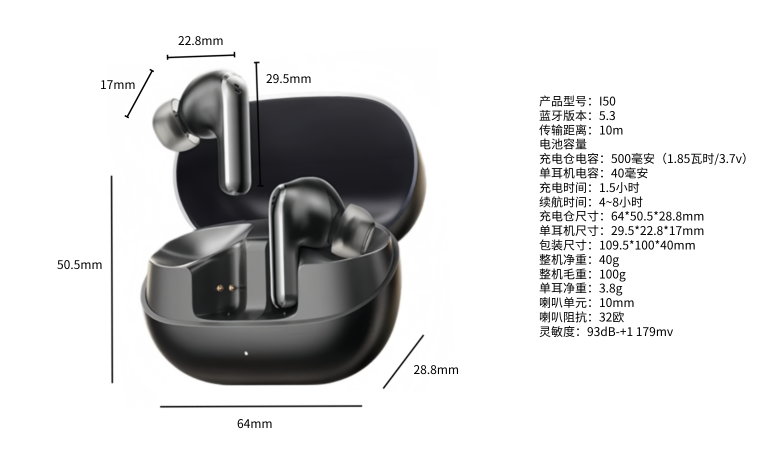 22.8mm
17mm
29.5mm
50.5mm
28.8mm
64mm
产品型号：I50
蓝牙版本：5.3
传输距离：10m
电池容量
充电仓电容：500毫安（1.85瓦时/3.7v）
单耳机电容：40毫安
充电时间：1.5小时
续航时间：4~8小时
充电仓尺寸：64*50.5*28.8mm
单耳机尺寸：29.5*22.8*17mm
包装尺寸：109.5*100*40mm
整机净重：40g
整机毛重：100g
单耳净重：3.8g
喇叭单元：10mm
喇叭阻抗：32欧
灵敏度：93dB-+1 179mv